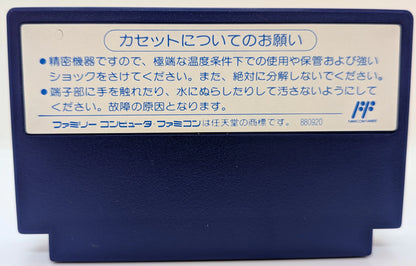 カセットについてのお願い
●精密機器ですので、極端な温度条件下での使用や保管および強い
ショックをさけてください。また、絶対に分解しないでください。
●端子部に手を触れたり、水にぬらしたりして汚さないようにして
ください。故障の原因となります。
ファミリーコンピュータ・ファミコンは任天堂の商標です。 880920